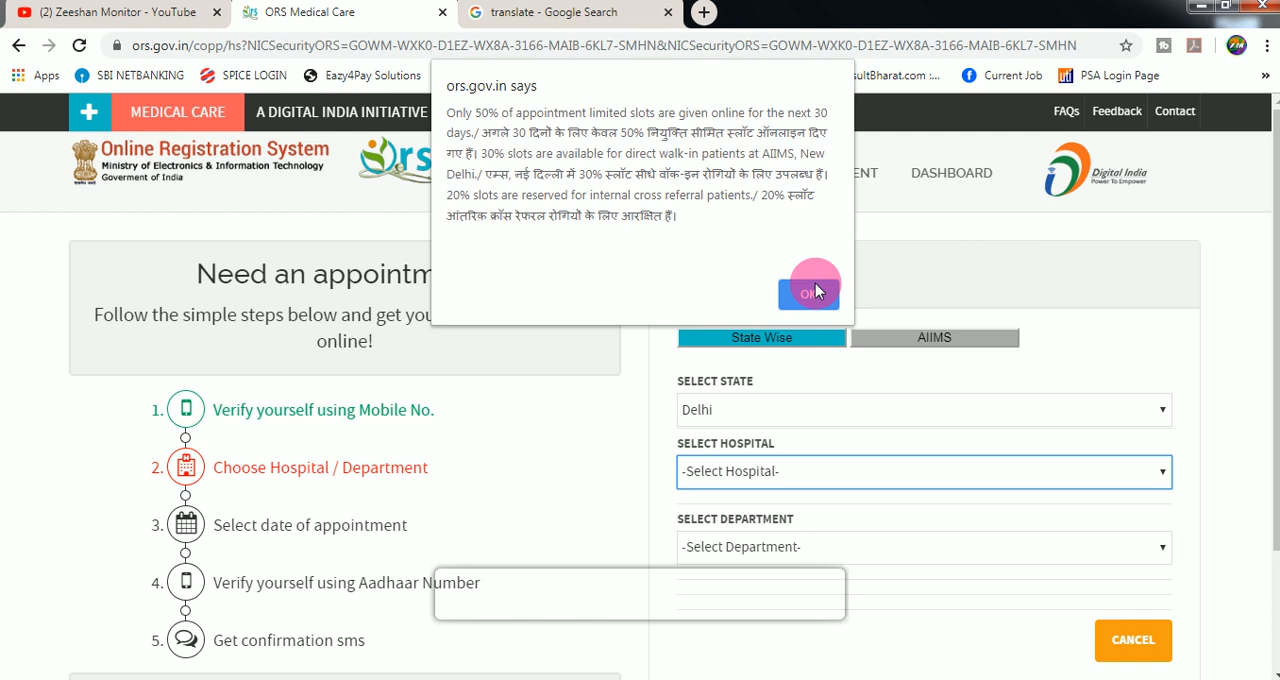 (2) Zeeshan Monitor - YouTube
ORS Medical Care
translate - Google Search
ors.gov.in/copp/hs?NICSecurityORS=GOWM-WXK0-D1EZ-WX8A-3166-MAIB-6KL7-SMHN&NICSecurityORS=GOWM-WXK0-D1EZ-WX8A-3166-MAIB-6KL7-SMHN
Apps SBI NETBANKING SPICE LOGIN Eazy4Pay Solutions ultBharat.com :... Current Job PSA Login Page »
ors.gov.in says
Only 50% of appointment limited slots are given online for the next 30
days./ अगले 30 दिनों के लिए केवल 50% नियुक्ति सीमित स्लॉट ऑनलाइन दिए
गए हैं। 30% slots are available for direct walk-in patients at AIIMS, New
Delhi./ एम्स, नई दिल्ली में 30% स्लॉट सीधे वॉक-इन रोगियों के लिए उपलब्ध हैं।
20% slots are reserved for internal cross referral patients./ 20% स्लॉट
आंतरिक क्रॉस रेफरल रोगियों के लिए आरक्षित हैं।
OK
MEDICAL CARE A DIGITAL INDIA INITIATIVE FAQs Feedback Contact
Online Registration System
Ministry of Electronics & Information Technology
Goverment of India
Ors
ENT DASHBOARD
Digital India
Power To Empower
Need an appointm
Follow the simple steps below and get you
online!
1. Verify yourself using Mobile No.
2. Choose Hospital / Department
3. Select date of appointment
4. Verify yourself using Aadhaar Number
5. Get confirmation sms
State Wise AIIMS
SELECT STATE
Delhi
SELECT HOSPITAL
-Select Hospital-
SELECT DEPARTMENT
-Select Department-
CANCEL